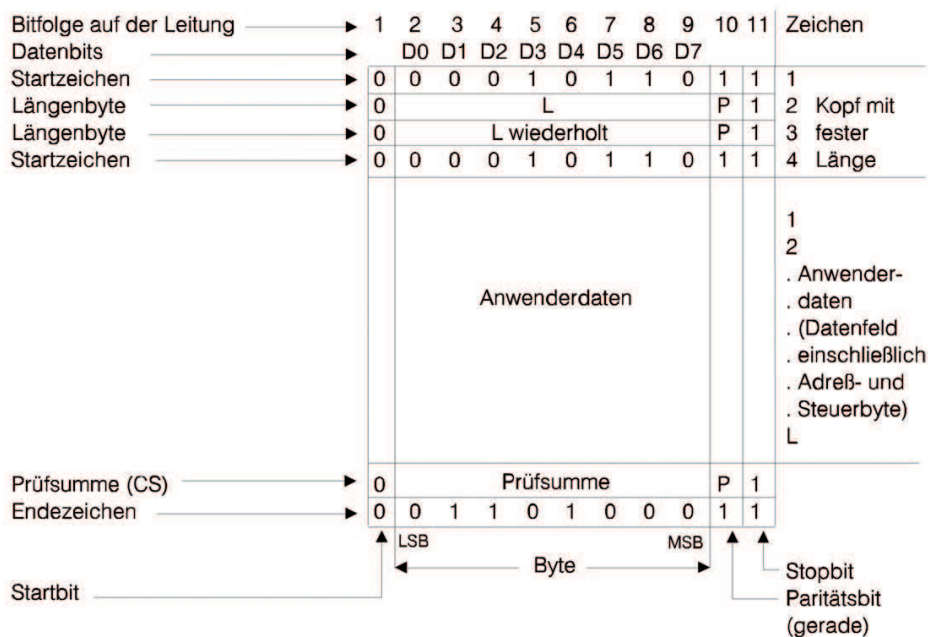 Bitfolge auf der Leitung 1 2 3 4 5 6 7 8 9 10 11 Zeichen
Datenbits D0 D1 D2 D3 D4 D5 D6 D7
Startzeichen 0 0 0 0 1 0 1 1 0 1 1 1
Längenbyte 0 L P 1 2 Kopf mit
Längenbyte 0 L wiederholt P 1 3 fester
Startzeichen 0 0 0 0 1 0 1 1 0 1 1 4 Länge
1
2
. Anwender-
Anwenderdaten . daten
. (Datenfeld
. einschließlich
. Adreß- und
. Steuerbyte)
L
Prüfsumme (CS) 0 Prüfsumme P 1
Endezeichen 0 0 1 1 0 1 0 0 0 1 1
LSB MSB
Byte
Startbit Stopbit
Paritätsbit
(gerade)